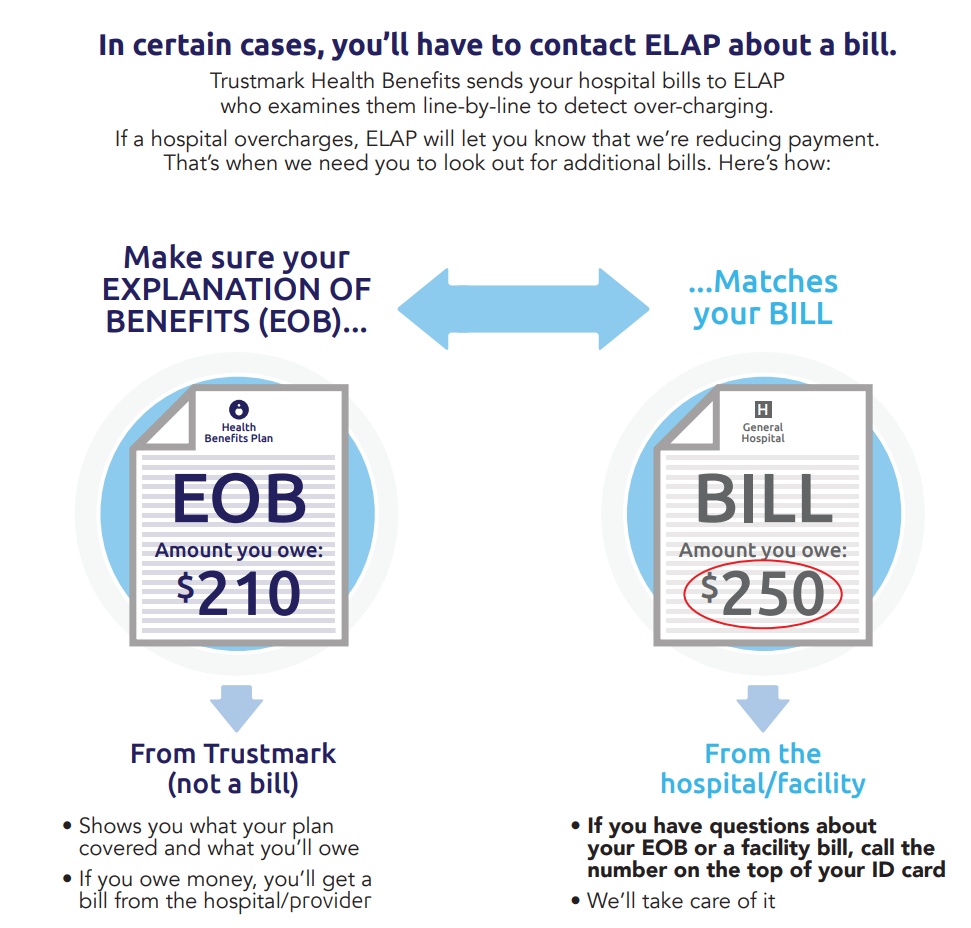 In certain cases, you'll have to contact ELAP about a bill.
Trustmark Health Benefits sends your hospital bills to ELAP
who examines them line-by-line to detect over-charging.
If a hospital overcharges, ELAP will let you know that we're reducing payment.
That's when we need you to look out for additional bills. Here's how:
Make sure your
EXPLANATION OF
BENEFITS (EOB)...
...Matches
your BILL
Health
Benefits Plan
EOB
Amount you owe:
$210
H
General
Hospital
BILL
Amount you owe:
$250
From Trustmark
(not a bill)
• Shows you what your plan
covered and what you'll owe
• If you owe money, you'll get a
bill from the hospital/provider
From the
hospital/facility
• If you have questions about
your EOB or a facility bill, call the
number on the top of your ID card
• We'll take care of it